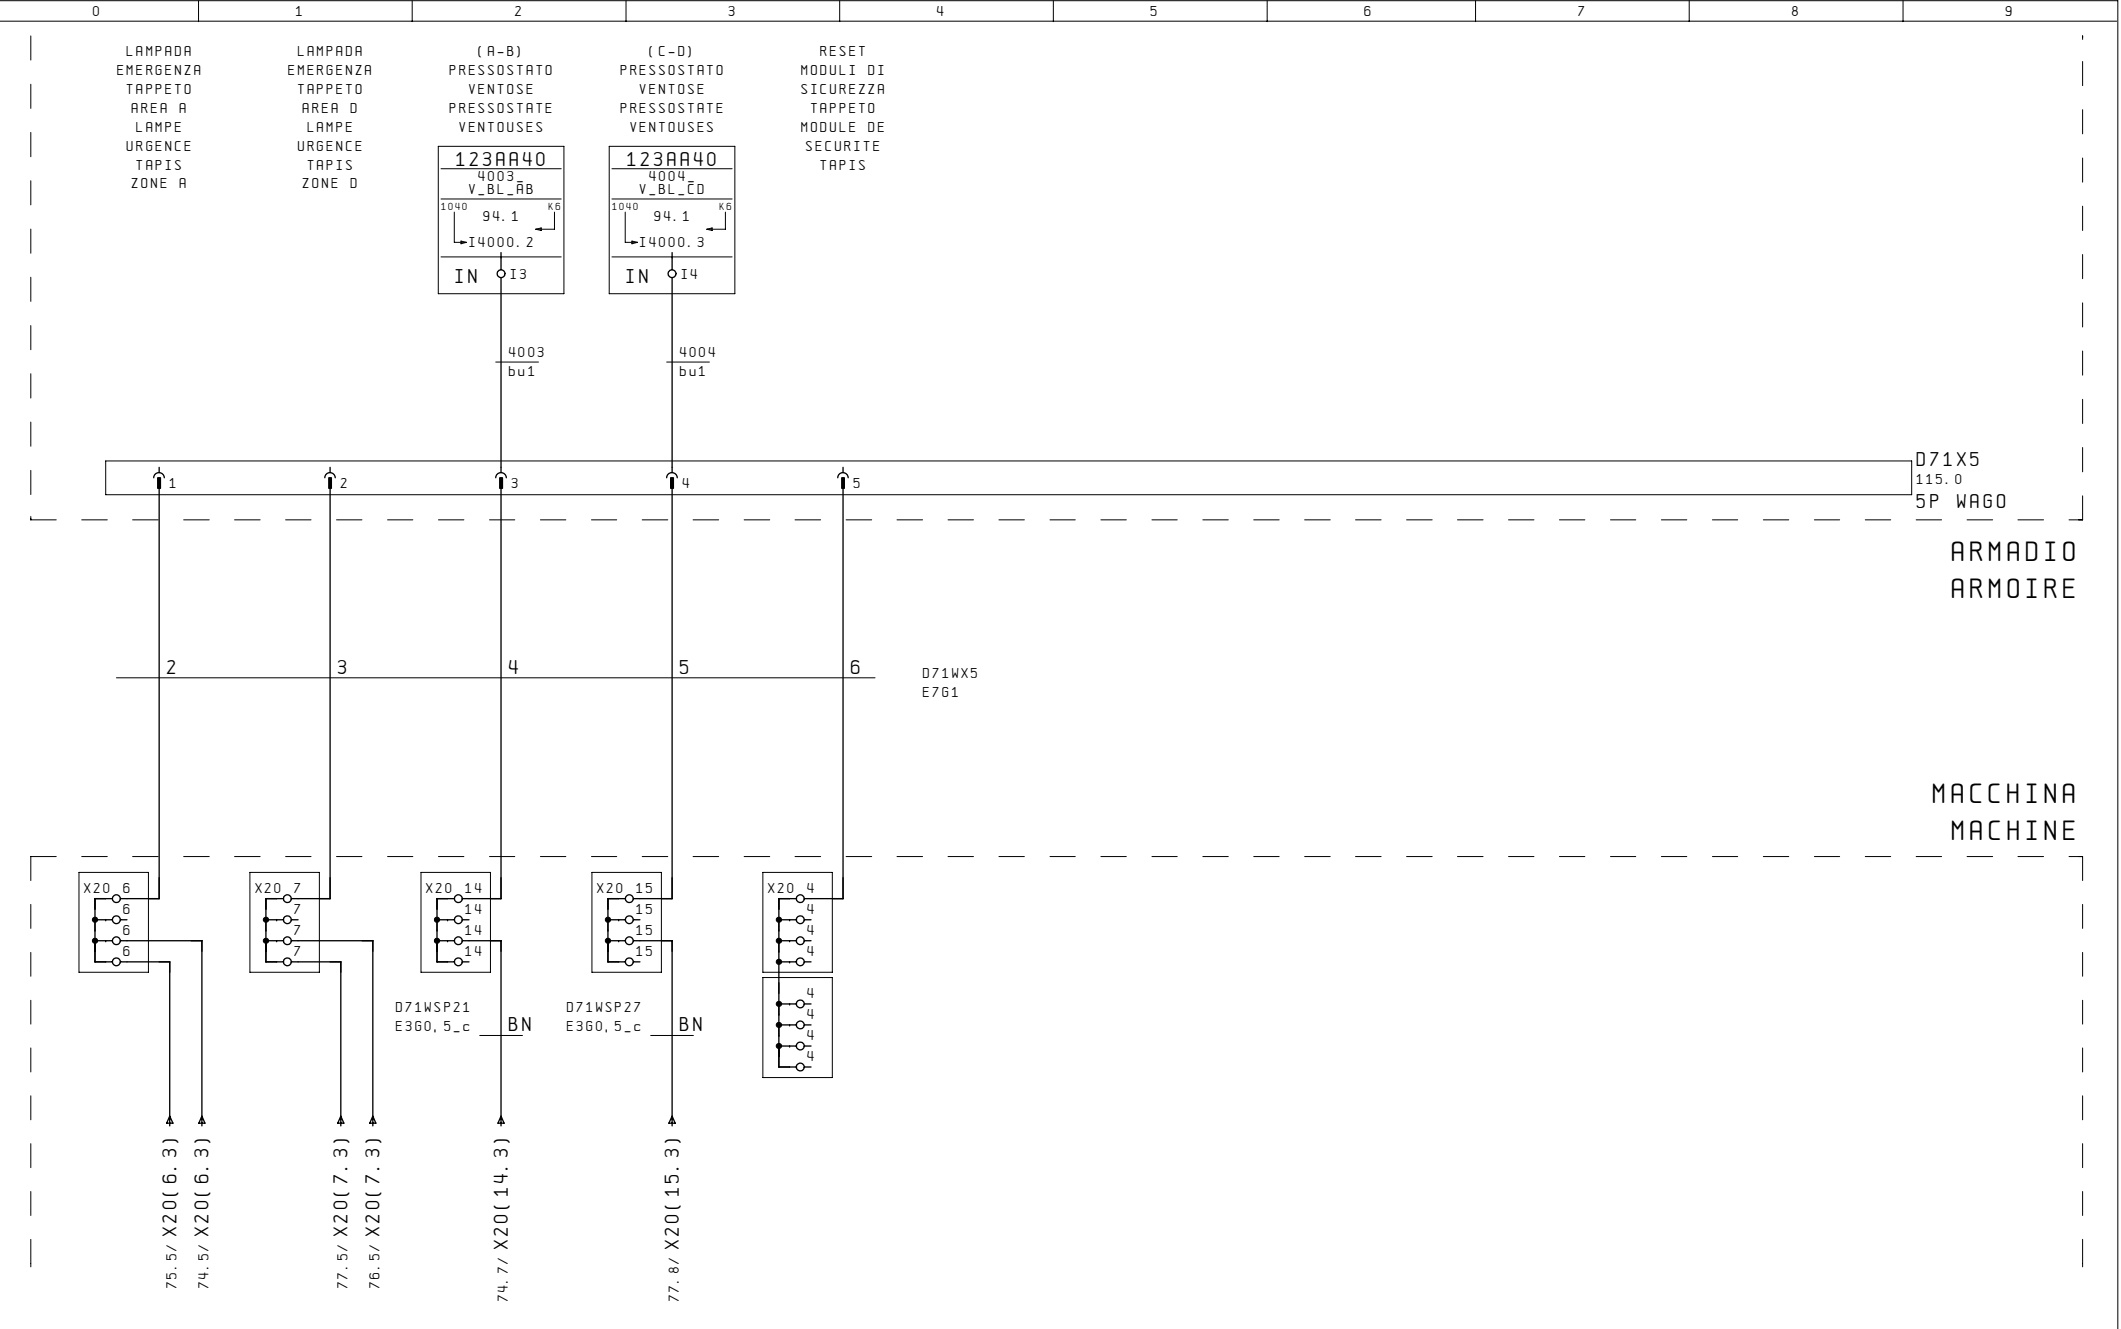 0 1 2 3 4 5 6 7 8 9
LAMPADA
EMERGENZA
TAPPETO
AREA A
LAMPE
URGENCE
TAPIS
ZONE A
LAMPADA
EMERGENZA
TAPPETO
AREA D
LAMPE
URGENCE
TAPIS
ZONE D
(A-B)
PRESSOSTATO
VENTOSE
PRESSOSTATE
VENTOUSES
(C-D)
PRESSOSTATO
VENTOSE
PRESSOSTATE
VENTOUSES
RESET
MODULI DI
SICUREZZA
TAPPETO
MODULE DE
SECURITE
TAPIS
123AA40
4003_
V_BL_AB
1040 K6
94.1
I4000.2
IN I3
123AA40
4004_
V_BL_CD
1040 K6
94.1
I4000.3
IN I4
4003
bu1
4004
bu1
1 2 3 4 5
D71X5
115.0
5P WAGO
ARMADIO
ARMOIRE
2 3 4 5 6
D71WX5
E7G1
MACCHINA
MACHINE
X20 6
6
6
6
X20 7
7
7
7
X20 14
14
14
14
X20 15
15
15
15
X20 4
4
4
4
4
4
4
4
D71WSP21
E3G0,5_c BN
D71WSP27
E3G0,5_c BN
75.5/ X20(6.3)
74.5/ X20(6.3)
77.5/ X20(7.3)
76.5/ X20(7.3)
74.7/ X20(14.3)
77.8/ X20(15.3)